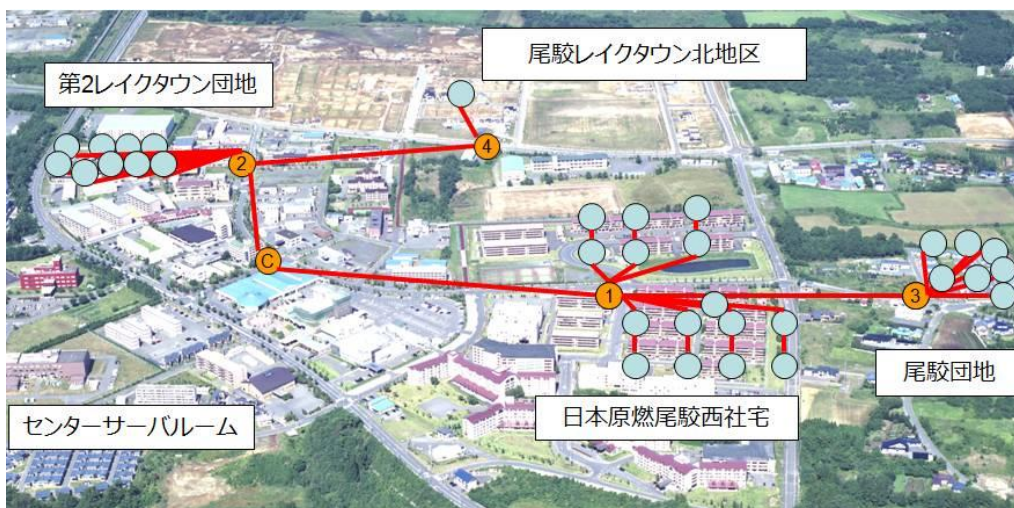 尾駮レイクタウン北地区
第2レイクタウン団地
4
2
C
1
3
尾駮団地
日本原燃尾駮西社宅
センターサーバルーム